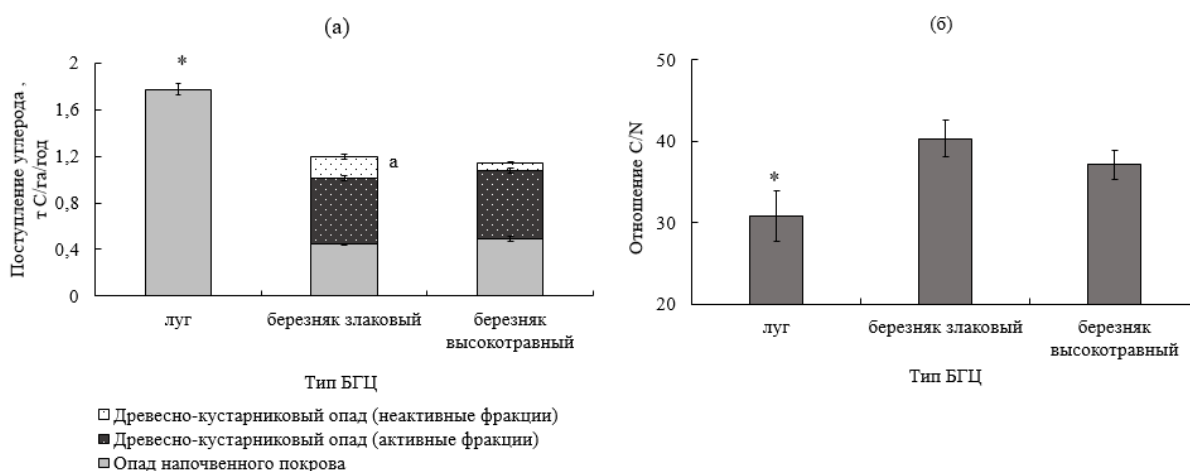 (а)
Поступление углерода ,
т С/га/год
2
1,6
1,2
0,8
0,4
0
*
а
луг
березняк злаковый
березняк
высокотравный
Тип БГЦ
Древесно-кустарниковый опад (неактивные фракции)
Древесно-кустарниковый опад (активные фракции)
Опад напочвенного покрова
(б)
Отношение C/N
50
40
30
20
*
луг
березняк злаковый
березняк
высокотравный
Тип БГЦ